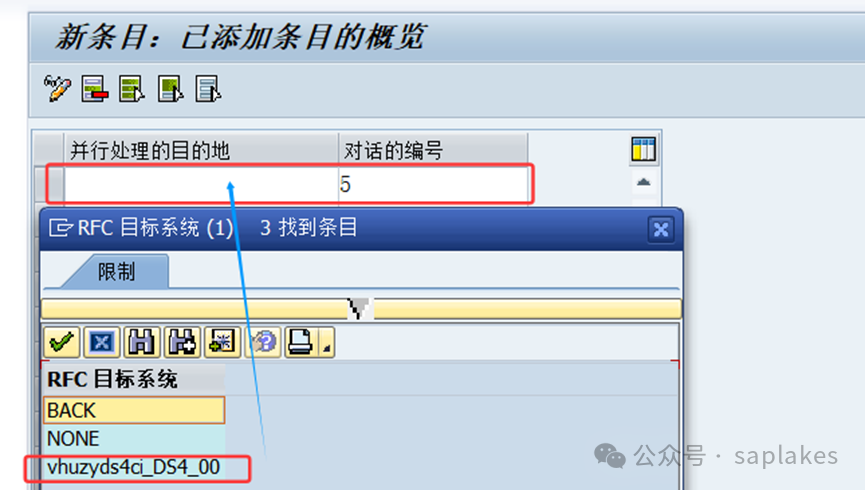 新条目：已添加条目的概览
并行处理的目的地 对话的编号
5
RFC 目标系统 (1) 3 找到条目
限制
RFC 目标系统
BACK
NONE
vhuzyds4ci_DS4_00
公众号 · saplakes